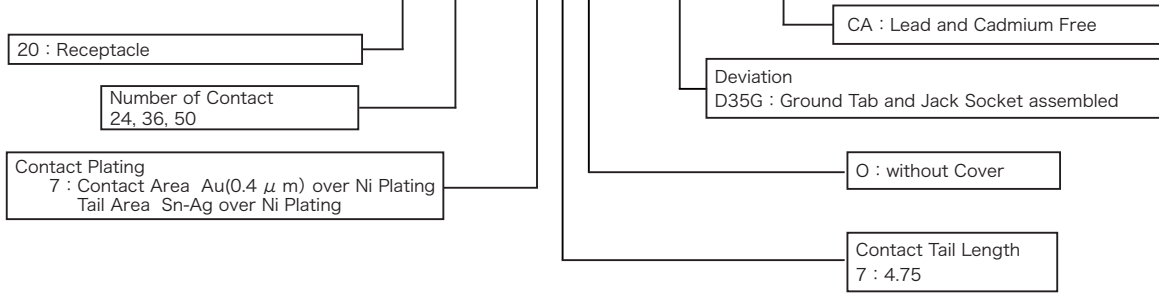 20：Receptacle
Number of Contact
24, 36, 50
Contact Plating
7：Contact Area Au(0.4 μ m) over Ni Plating
Tail Area Sn-Ag over Ni Plating
CA：Lead and Cadmium Free
Deviation
D35G：Ground Tab and Jack Socket assembled
O：without Cover
Contact Tail Length
7：4.75